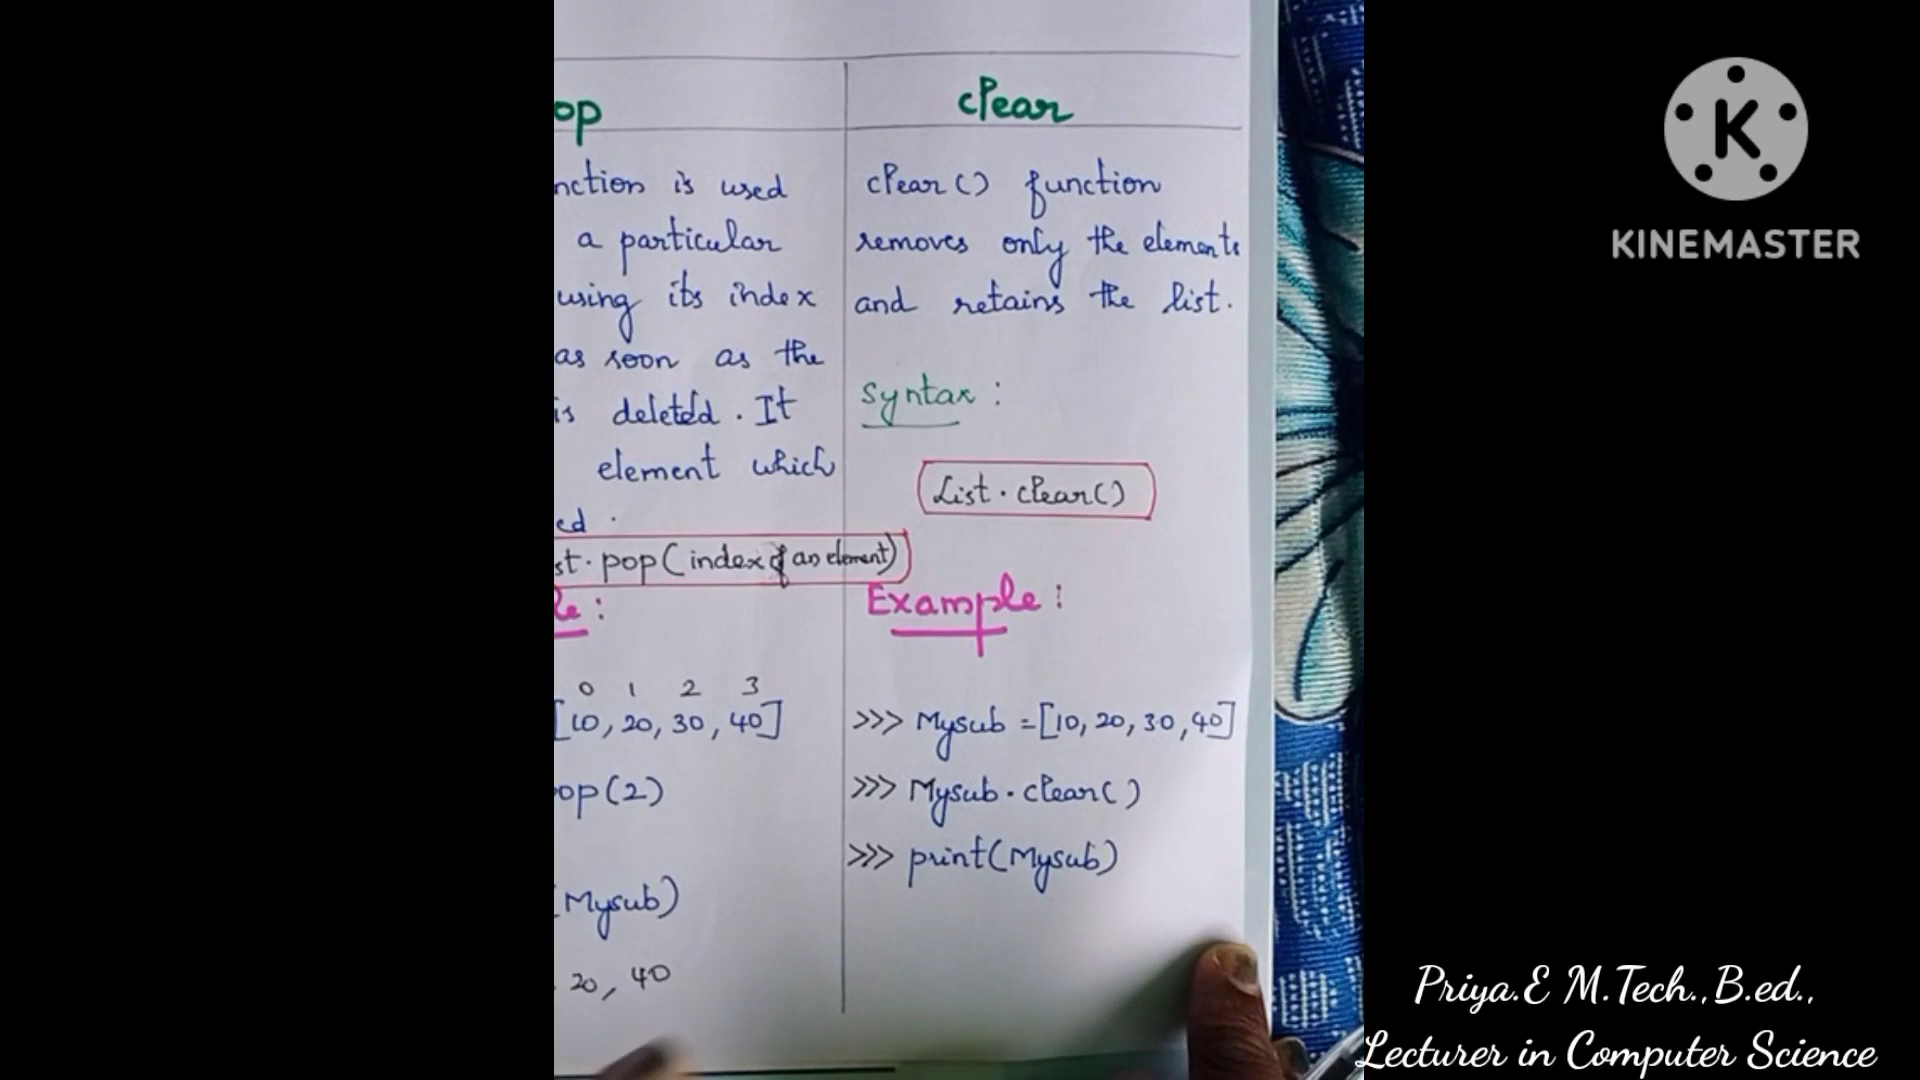 op
nction is used
a particular
using its index
as soon as the
is deleted. It
element which
ed.
st.pop(index of an element)
le:
0 1 2 3
[10, 20, 30, 40]
op(2)
(Mysub)
20, 40
clear
clear() function
removes only the elements
and retains the list.
Syntax:
List.clear()
Example:
>>> Mysub = [10, 20, 30, 40]
>>> Mysub.clear()
>>> print(Mysub)
K
KINEMASTER
Priya.E M.Tech.,B.ed.,
Lecturer in Computer Science